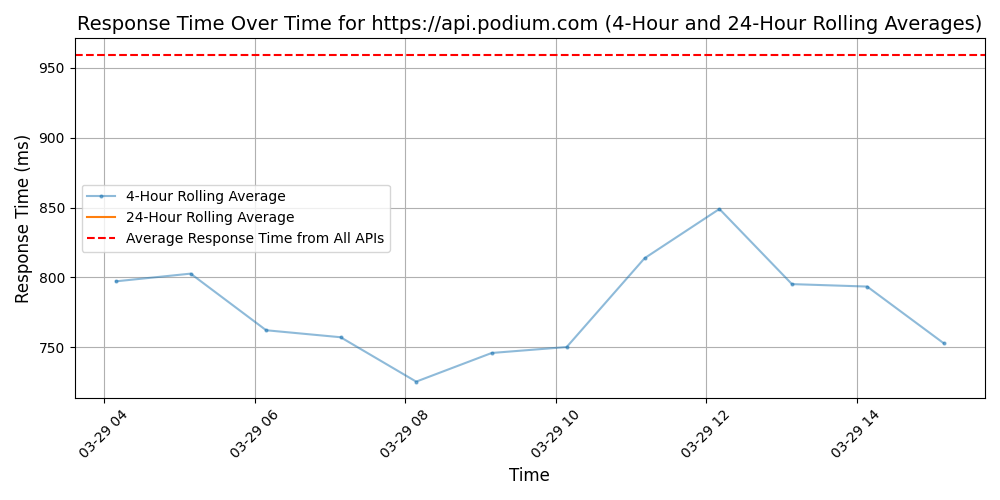 Response Time Over Time for https://api.podium.com (4-Hour and 24-Hour Rolling Averages)
Response Time (ms)
950
900
850
800
750
4-Hour Rolling Average
24-Hour Rolling Average
Average Response Time from All APIs
03-29 04
03-29 06
03-29 08
03-29 10
03-29 12
03-29 14
Time